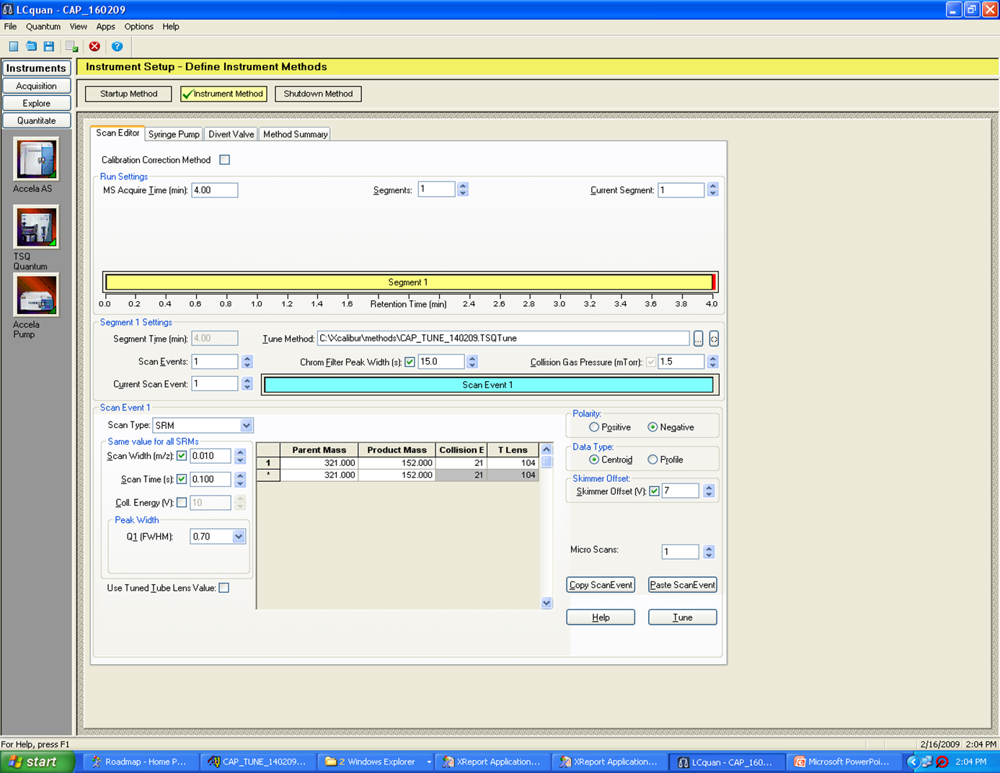 LCquan - CAP_160209
File Quantum View Apps Options Help
Instruments
Acquisition
Explore
Quantitate
Accela AS
TSQ
Quantum
Accela
Pump
Instrument Setup - Define Instrument Methods
Startup Method Instrument Method Shutdown Method
Scan Editor Syringe Pump Divert Valve Method Summary
Calibration Correction Method
Run Settings
MS Acquire Time (min): 4.00 Segments: 1 Current Segment: 1
Segment 1
0.0 0.2 0.4 0.6 0.8 1.0 1.2 1.4 1.6 Retention Time (min) 2.4 2.6 2.8 3.0 3.2 3.4 3.6 3.8 4.0
Segment 1 Settings
Segment Time (min): 4.00 Tune Method: C:\Xcalibur\methods\CAP_TUNE_140209.TSQTune ... <>
Scan Events: 1 Chrom Filter Peak Width (s): 15.0 Collision Gas Pressure (mTorr): 1.5
Current Scan Event: 1 Scan Event 1
Scan Event 1
Scan Type: SRM
Same value for all SRMs
Scan Width (m/z): 0.010
Scan Time (s): 0.100
Coll. Energy (V): 10
Peak Width
Q1 (FWHM): 0.70
Use Tuned Tube Lens Value:
Parent Mass Product Mass Collision E T Lens
1 321.000 152.000 21 104
* 321.000 152.000 21 104
Polarity:
Positive Negative
Data Type:
Centroid Profile
Skimmer Offset:
Skimmer Offset (V): 7
Micro Scans: 1
Copy ScanEvent Paste ScanEvent
Help Tune
For Help, press F1 2/16/2009 2:04 PM
start Roadmap - Home P... CAP_TUNE_140209... 2 Windows Explorer XReport Application... XReport Application... LCquan - CAP_160... Microsoft PowerPoi... 2:04 PM